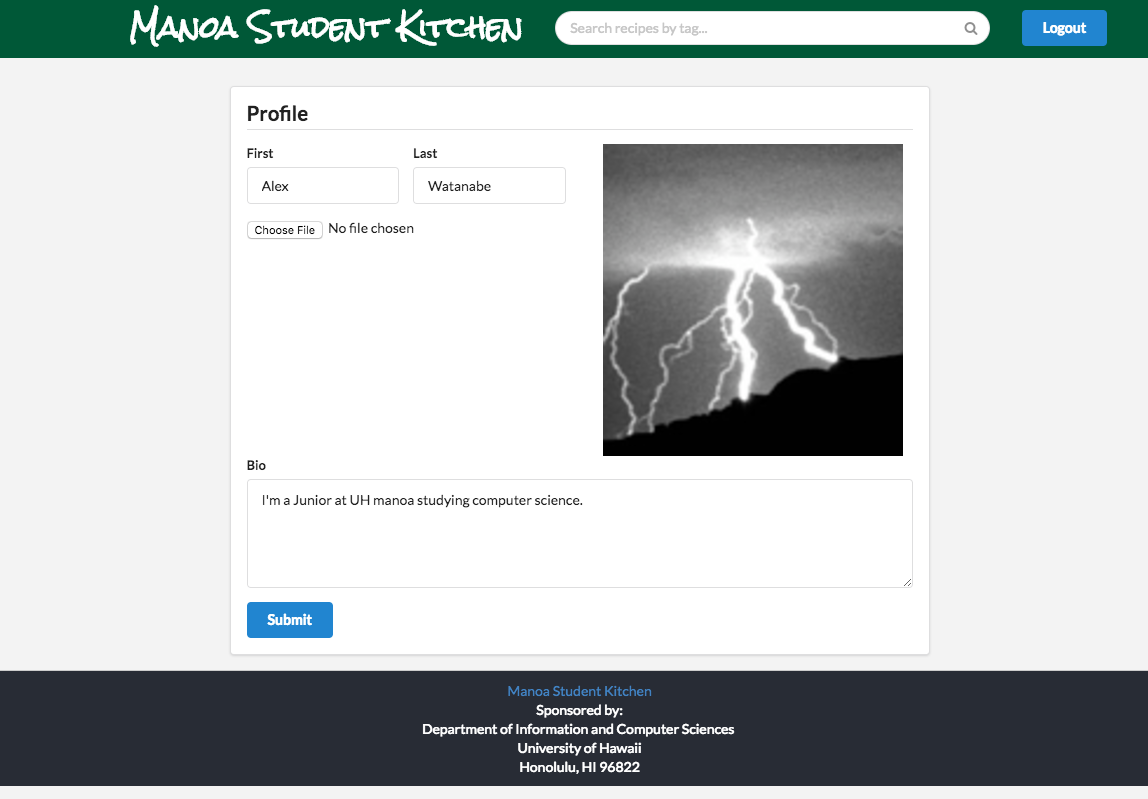 Manoa Student Kitchen
Search recipes by tag...
Logout
Profile
First
Last
Alex
Watanabe
Choose File No file chosen
Bio
I'm a Junior at UH manoa studying computer science.
Submit
Manoa Student Kitchen
Sponsored by:
Department of Information and Computer Sciences
University of Hawaii
Honolulu, HI 96822